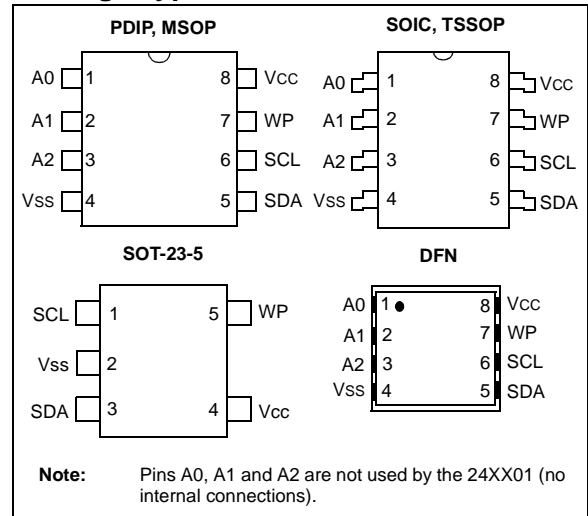 PDIP, MSOP
A0 1 8 VCC
A1 2 7 WP
A2 3 6 SCL
VSS 4 5 SDA
SOIC, TSSOP
A0 1 8 VCC
A1 2 7 WP
A2 3 6 SCL
VSS 4 5 SDA
SOT-23-5
SCL 1 5 WP
Vss 2
SDA 3 4 Vcc
DFN
A0 1 8 VCC
A1 2 7 WP
A2 3 6 SCL
VSS 4 5 SDA
Note: Pins A0, A1 and A2 are not used by the 24XX01 (no
internal connections).